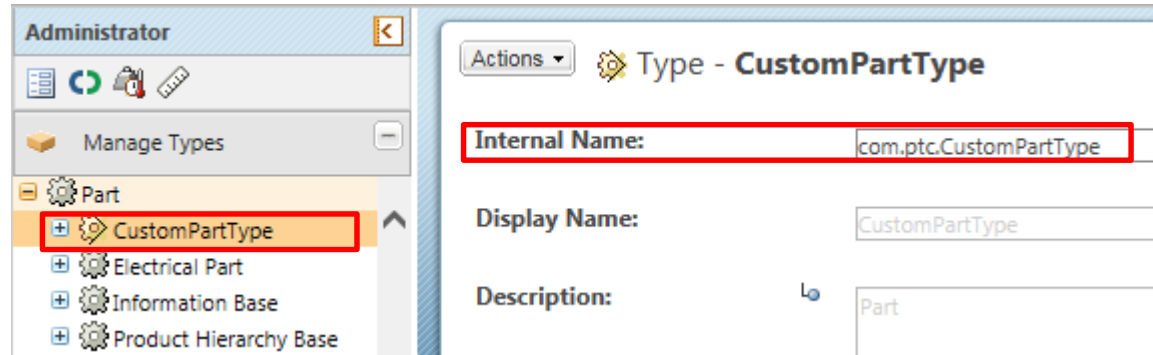 Administrator
Manage Types
Part
CustomPartType
Electrical Part
Information Base
Product Hierarchy Base
Actions
Type - CustomPartType
Internal Name:
com.ptc.CustomPartType
Display Name:
CustomPartType
Description:
Part